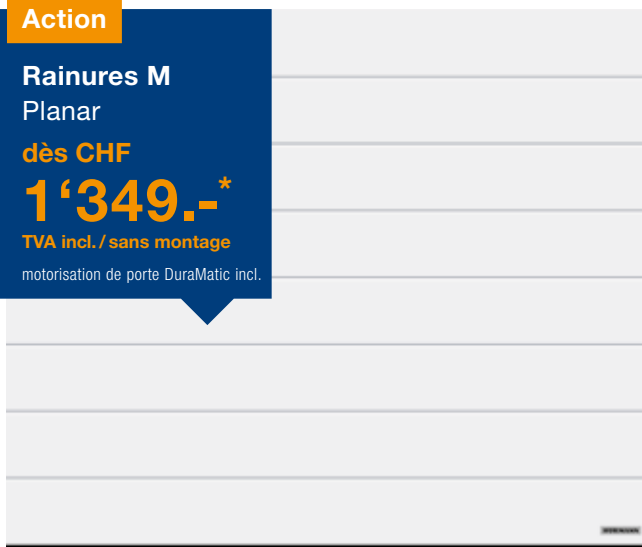 Action
Rainures M
Planar
dès CHF
1‘349.-*
TVA incl. / sans montage
motorisation de porte DuraMatic incl.